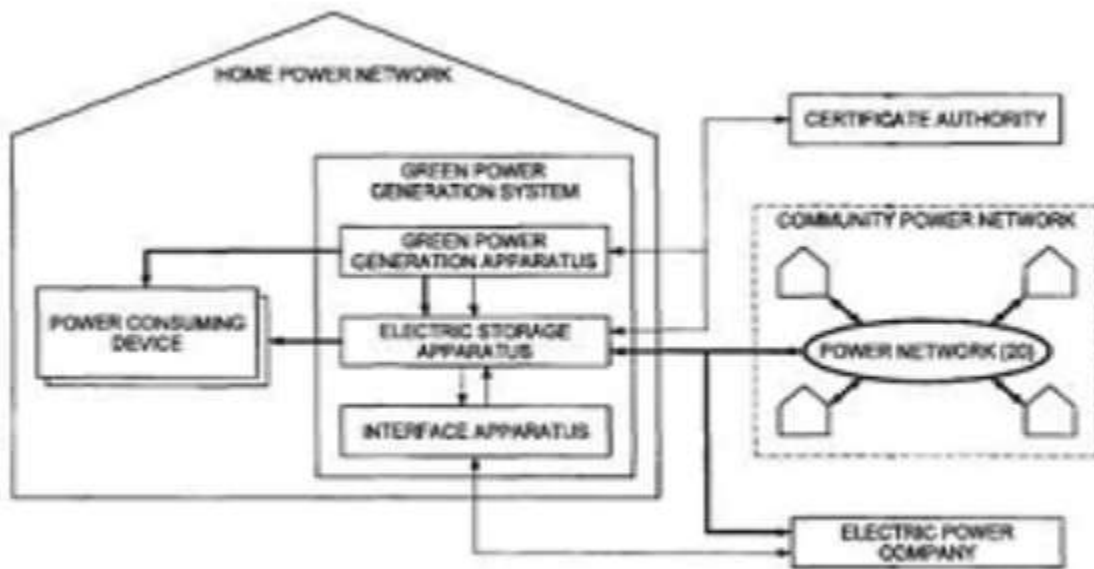 HOME POWER NETWORK
CERTIFICATE AUTHORITY
GREEN POWER
GENERATION SYSTEM
COMMUNITY POWER NETWORK
GREEN POWER
GENERATION APPARATUS
POWER CONSUMING
DEVICE
ELECTRIC STORAGE
APPARATUS
POWER NETWORK (20)
INTERFACE APPARATUS
ELECTRIC POWER
COMPANY